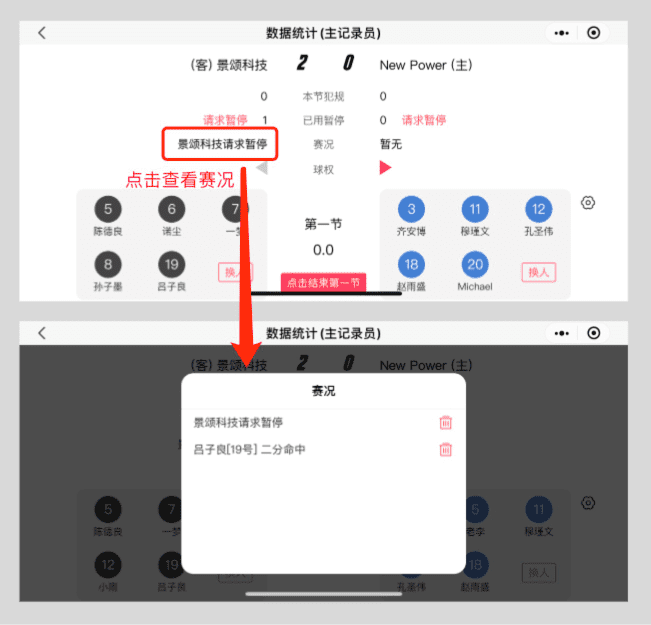 数据统计(主记录员)
(客) 景颂科技 2 0 New Power (主)
0 本节犯规 0
请求暂停 1 已用暂停 0 请求暂停
景颂科技请求暂停 赛况 暂无
点击查看赛况
球权
5 6 7 3 11 12
陈德良 诺尘 一梦 第一节 齐安博 穆瑾文 孔圣伟
0.0
8 19 换人 18 20 换人
孙子墨 吕子良 点击结束第一节 赵雨盛 Michael
数据统计(主记录员)
(客) 景颂科技 2 0 New Power (主)
赛况
景颂科技请求暂停
吕子良[19号] 二分命中
5 7 5 11
陈德良 一梦 老李 穆瑾文
12 19 换人 18 换人
小雨 吕子良 孔圣伟 赵雨盛